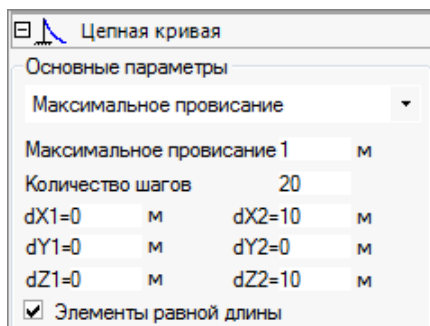 Цепная кривая
Основные параметры
Максимальное провисание
Максимальное провисание 1 м
Количество шагов 20
dX1=0 м dX2=10 м
dY1=0 м dY2=0 м
dZ1=0 м dZ2=10 м
Элементы равной длины